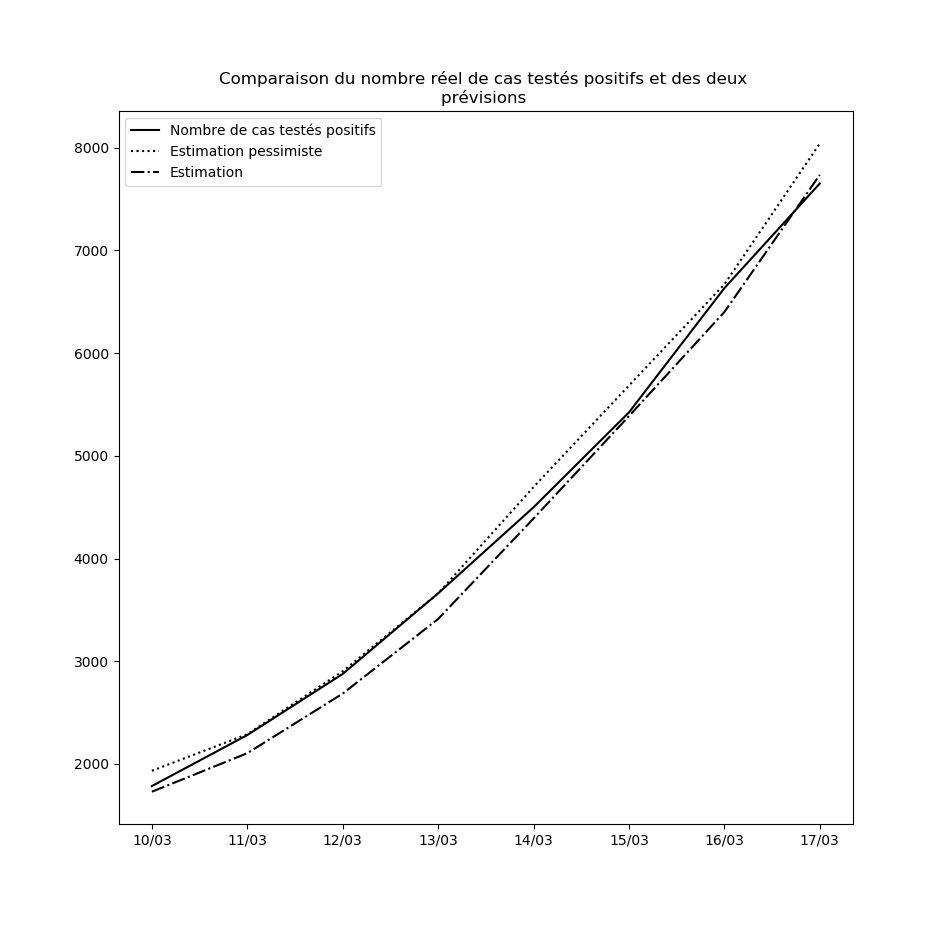 Comparaison du nombre réel de cas testés positifs et des deux
prévisions
Nombre de cas testés positifs
Estimation pessimiste
Estimation
8000
7000
6000
5000
4000
3000
2000
10/03 11/03 12/03 13/03 14/03 15/03 16/03 17/03